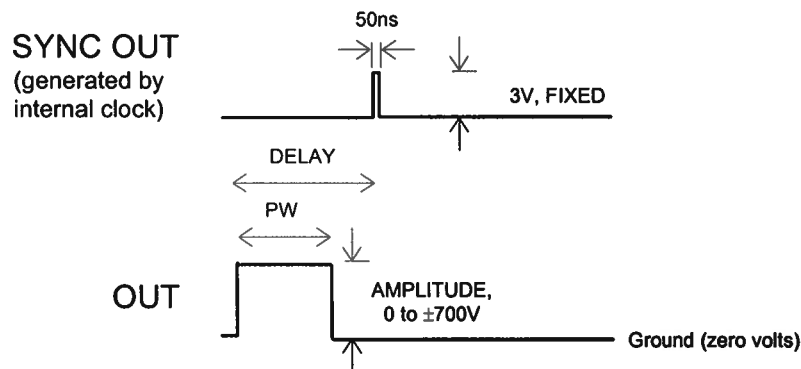 50ns
SYNC OUT
(generated by
internal clock)
3V, FIXED
DELAY
PW
OUT
AMPLITUDE,
0 to ±700V
Ground (zero volts)